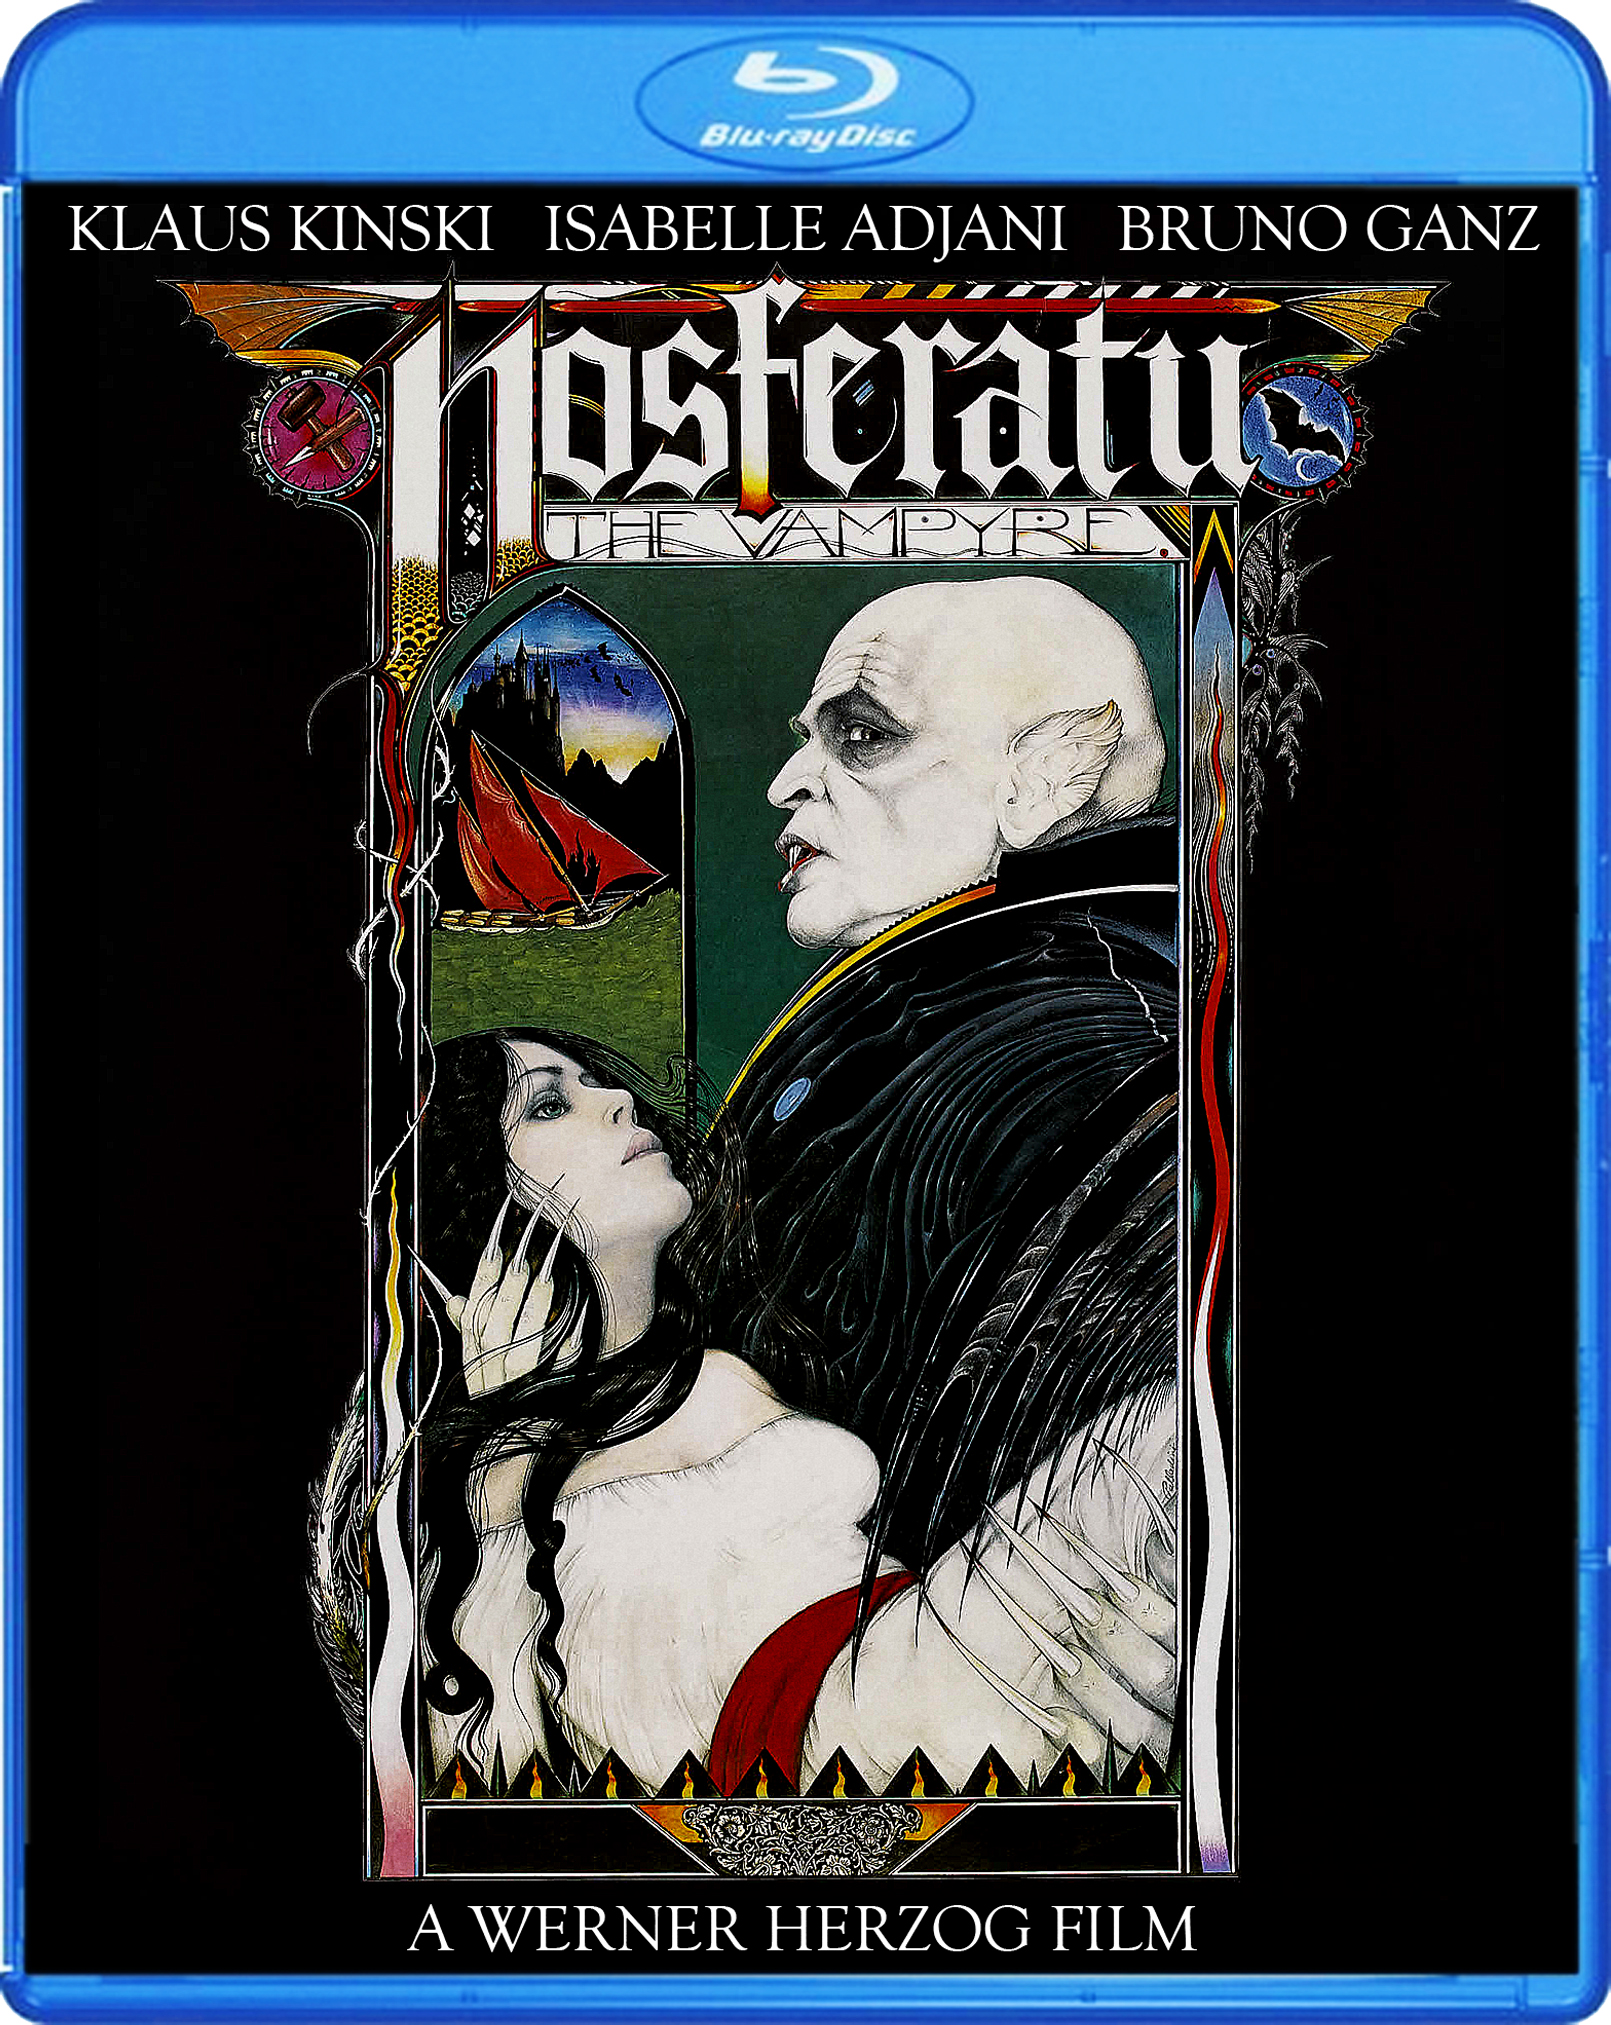 Blu-ray Disc
KLAUS KINSKI ISABELLE ADJANI BRUNO GANZ
Nosferatu
THE VAMPYRE.
A WERNER HERZOG FILM